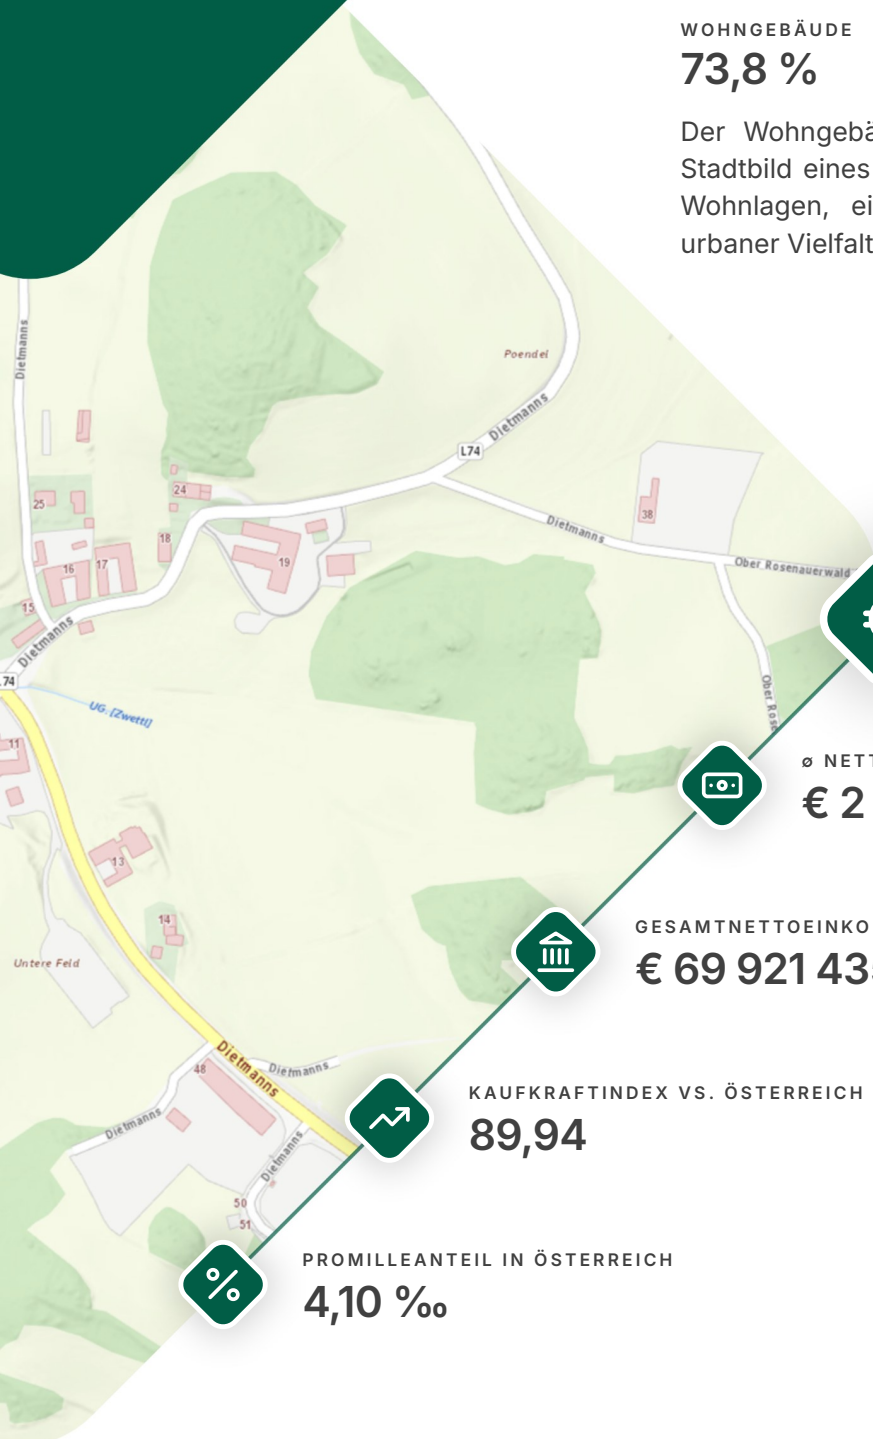 WOHNGEBÄUDE
73,8 %
Der Wohngebä
Stadtbild eines
Wohnlagen, ei
urbaner Vielfalt
Dietmanns
Poendel
Dietmanns
L74
24
25
38
18
Dietmanns
19
17
16
Ober Rosenauerwald
15
Dietmanns
74
Ober Rose
UG. [Zwettl]
11
ø NETT
€ 2
13
14
GESAMTNETTOEINKO
€ 69 921 43
Untere Feld
Dietmanns
48
Dietmanns
KAUFKRAFTINDEX VS. ÖSTERREICH
89,94
Dietmanns
Dietmanns
50
51
PROMILLEANTEIL IN ÖSTERREICH
4,10 ‰